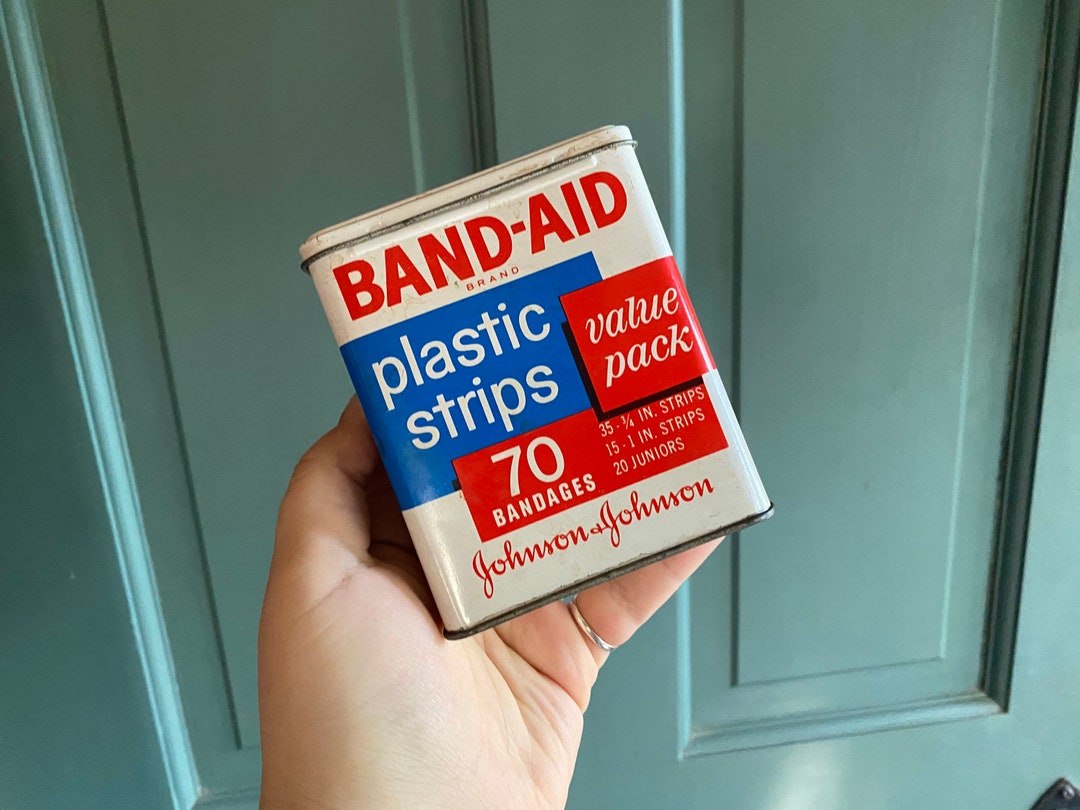 BAND-AID
BRAND
plastic
strips
value
pack
70
BANDAGES
35-¾ IN. STRIPS
15-1 IN. STRIPS
20 JUNIORS
Johnson & Johnson